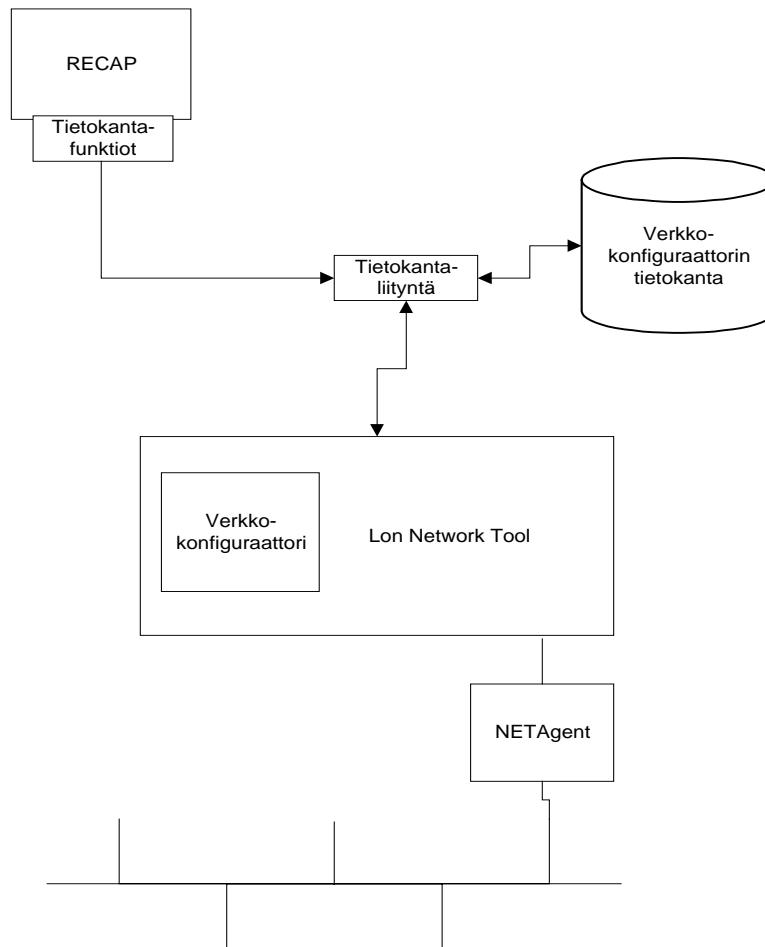 RECAP
Tietokanta-
funktiot
Verkko-
konfiguraattorin
tietokanta
Tietokanta-
liityntä
Verkko-
konfiguraattori
Lon Network Tool
NETAgent